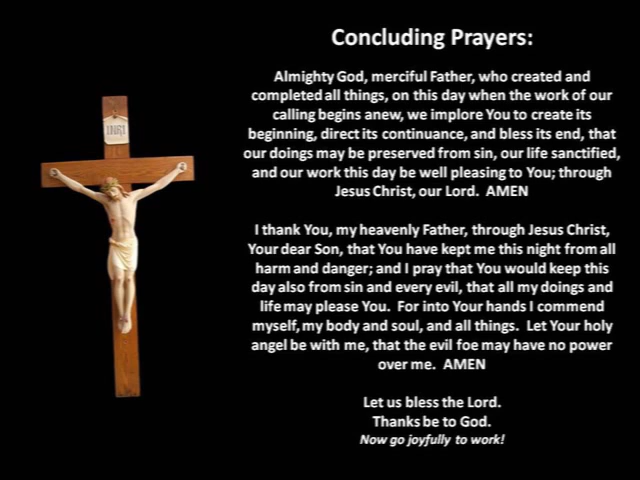 Concluding Prayers:
Almighty God, merciful Father, who created and
completed all things, on this day when the work of our
calling begins anew, we implore You to create its
beginning, direct its continuance, and bless its end, that
our doings may be preserved from sin, our life sanctified,
and our work this day be well pleasing to You; through
Jesus Christ, our Lord.  AMEN
I thank You, my heavenly Father, through Jesus Christ,
Your dear Son, that You have kept me this night from all
harm and danger; and I pray that You would keep this
day also from sin and every evil, that all my doings and
life may please You.  For into Your hands I commend
myself, my body and soul, and all things.  Let Your holy
angel be with me, that the evil foe may have no power
over me.  AMEN
Let us bless the Lord.
Thanks be to God.
Now go joyfully to work!
INRI